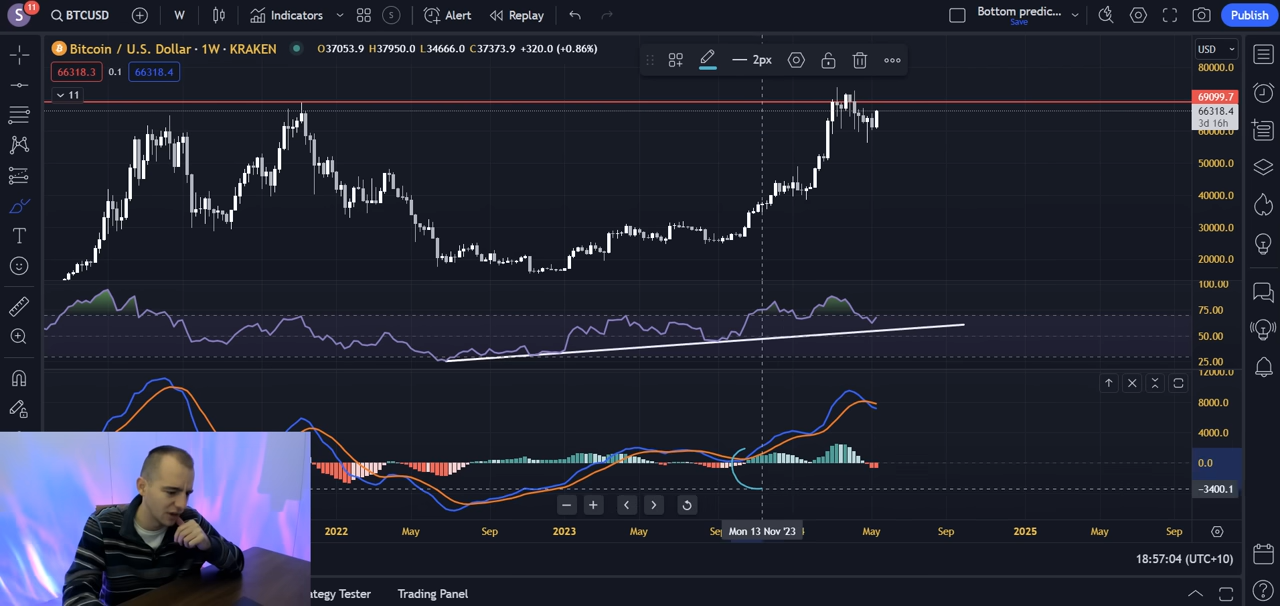 S 11 BTCUSD W Indicators S Alert Replay Bottom predic... Save Publish
Bitcoin / U.S. Dollar · 1W · KRAKEN O37053.9 H37950.0 L34666.0 C37373.9 +320.0 (+0.86%)
66318.3 0.1 66318.4
11
2px
USD
80000.0
69099.7
66318.4
3d 16h
60000.0
50000.0
40000.0
30000.0
20000.0
100.00
75.00
50.00
25.00
12000.0
8000.0
4000.0
0.0
−3400.1
2022 May Sep 2023 May Sep Mon 13 Nov '23 May Sep 2025 May Sep
18:57:04 (UTC+10)
ategy Tester Trading Panel